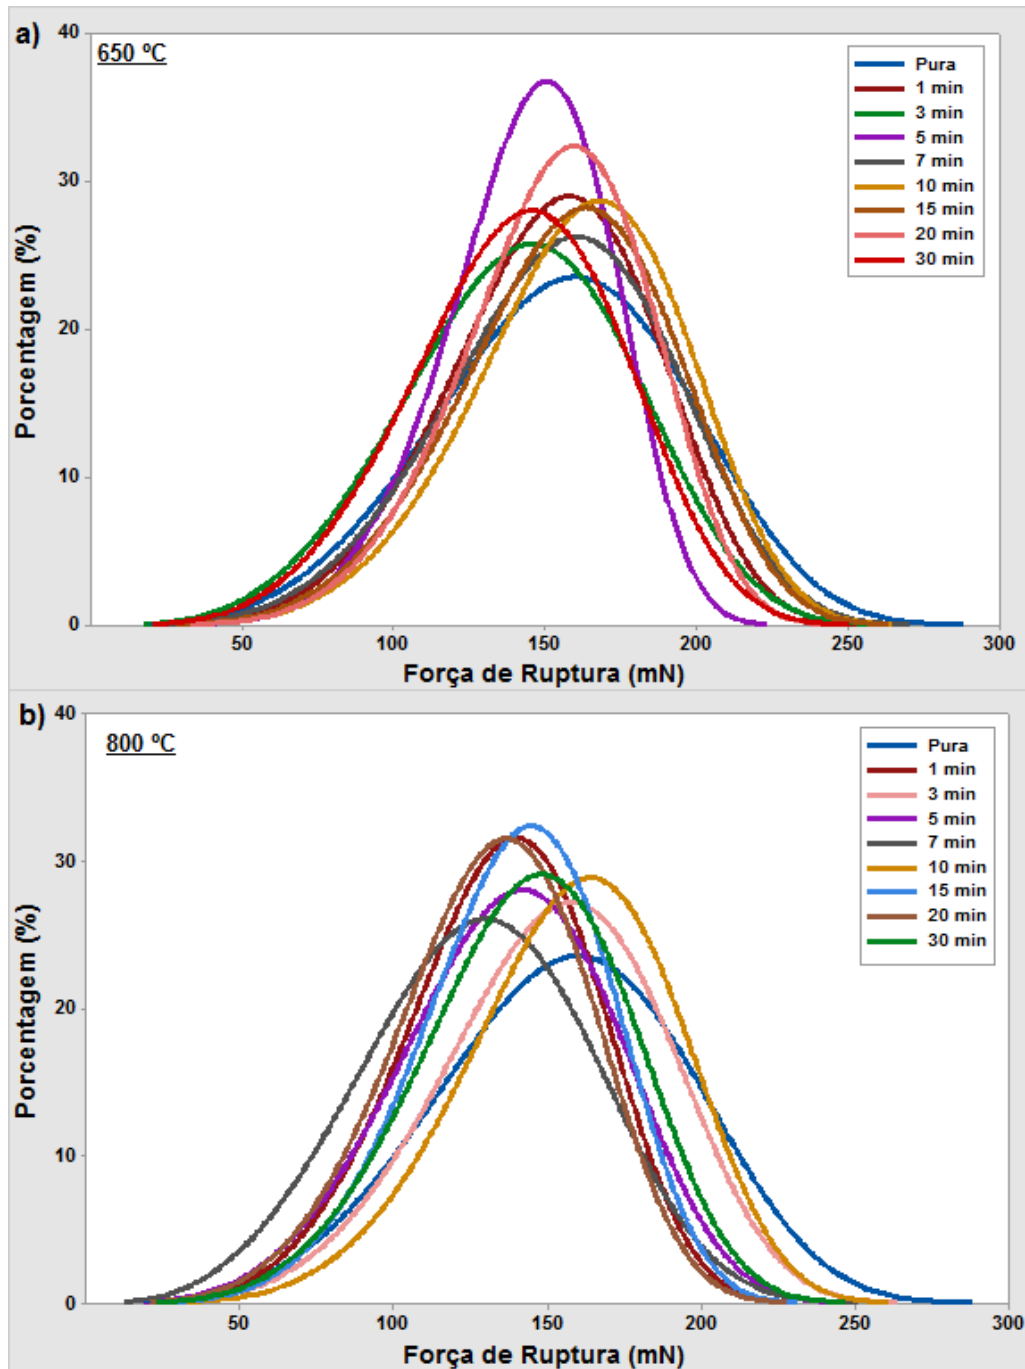 a)
650 ºC
40
30
20
10
0
Porcentagem (%)
Pura
1 min
3 min
5 min
7 min
10 min
15 min
20 min
30 min
50 100 150 200 250 300
Força de Ruptura (mN)
b)
800 ºC
40
30
20
10
0
Porcentagem (%)
Pura
1 min
3 min
5 min
7 min
10 min
15 min
20 min
30 min
50 100 150 200 250 300
Força de Ruptura (mN)